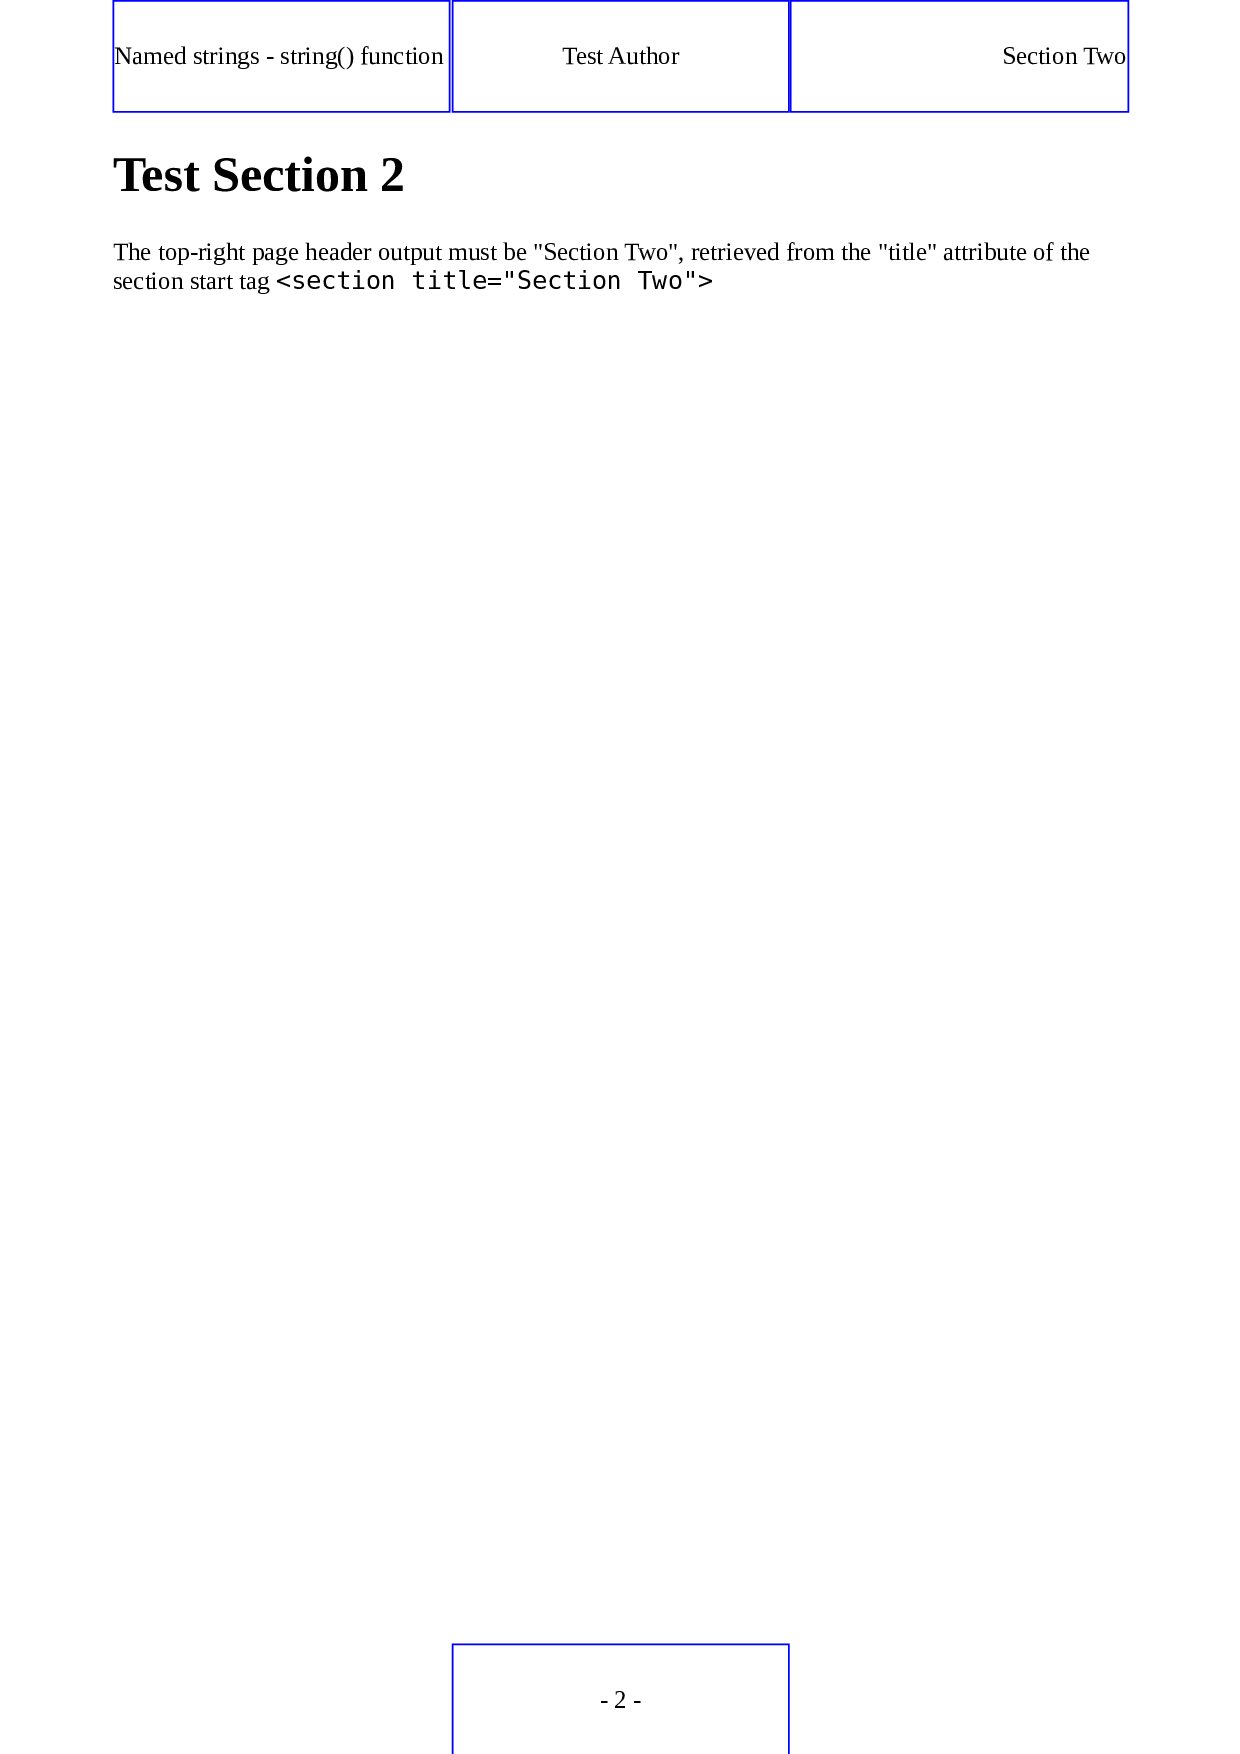 Named strings - string() function
Test Author
Section Two
Test Section 2
The top-right page header output must be "Section Two", retrieved from the "title" attribute of the
section start tag <section title="Section Two">
- 2 -